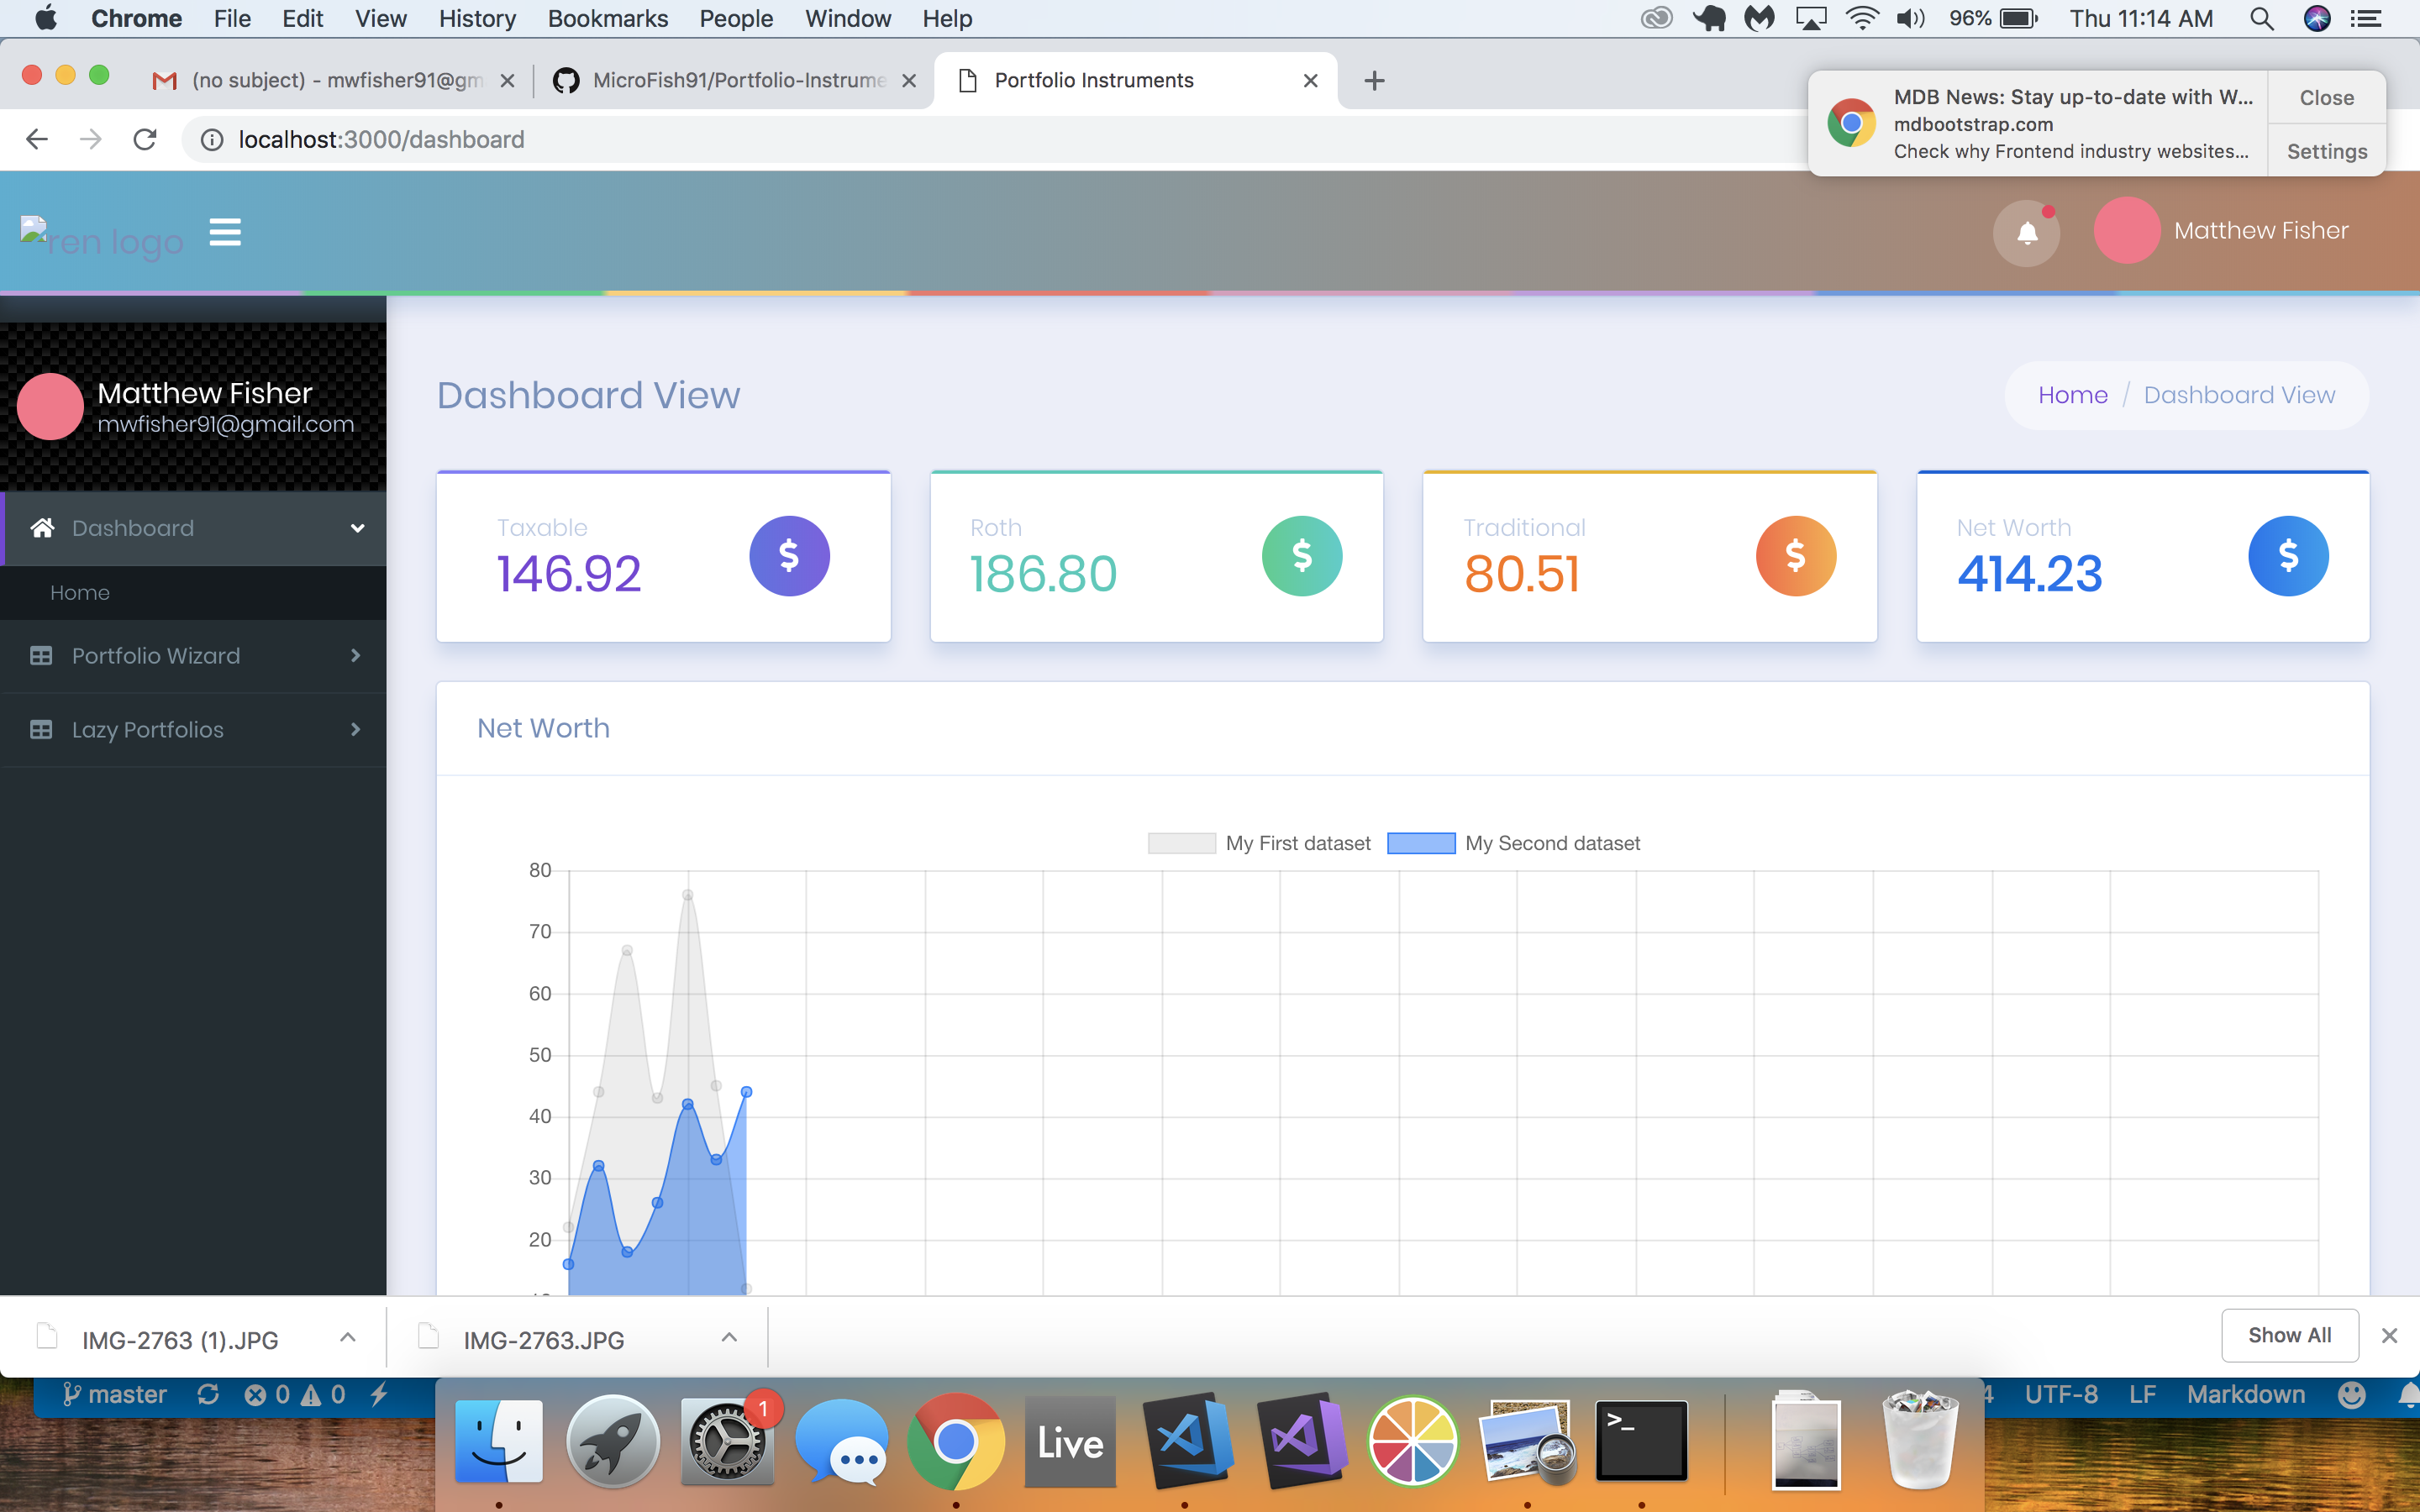 Chrome File Edit View History Bookmarks People Window Help 96% Thu 11:14 AM
(no subject) - mwfisher91@gm
MicroFish91/Portfolio-Instrume
Portfolio Instruments
MDB News: Stay up-to-date with W...
mdbootstrap.com
Check why Frontend industry websites...
Close
Settings
localhost:3000/dashboard
ren logo
Matthew Fisher
Matthew Fisher
mwfisher91@gmail.com
Dashboard
Home
Portfolio Wizard
Lazy Portfolios
Dashboard View
Home / Dashboard View
Taxable
146.92
$
Roth
186.80
$
Traditional
80.51
$
Net Worth
414.23
$
Net Worth
My First dataset My Second dataset
80
70
60
50
40
30
20
IMG-2763 (1).JPG
IMG-2763.JPG
Show All
master 0 0
1
Live
>_
4 UTF-8 LF Markdown